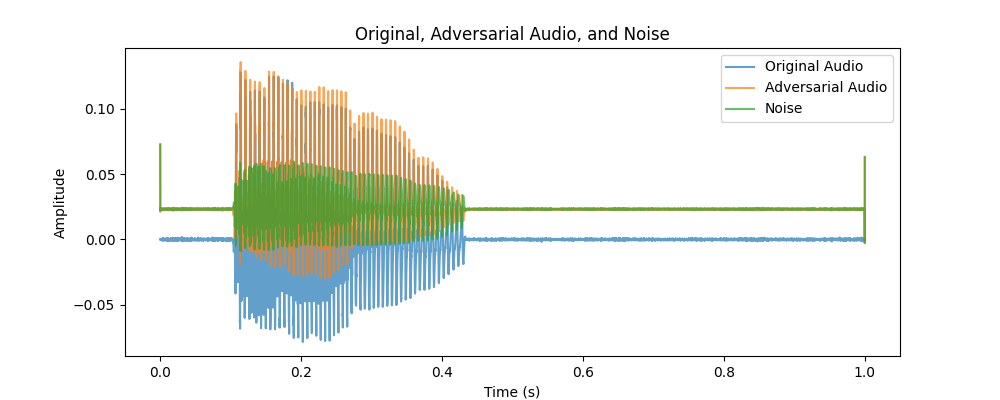 Original, Adversarial Audio, and Noise
Original Audio
Adversarial Audio
Noise
Amplitude
0.10
0.05
0.00
−0.05
0.0
0.2
0.4
0.6
0.8
1.0
Time (s)